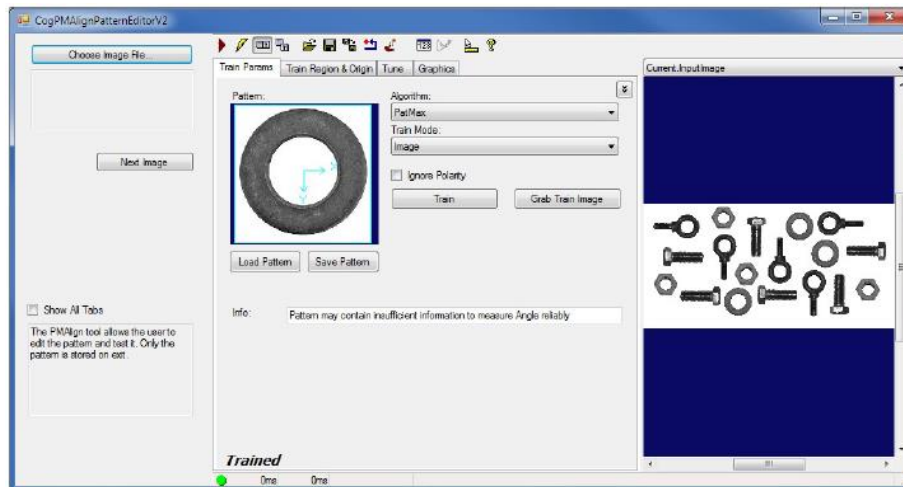 CogPMAlignPatternEditorV2
Choose Image File...
Next Image
Show All Tabs
The PMAlign tool allows the user to
edit the pattern and test it. Only the
pattern is stored on exit.
Train Params
Train Region & Origin
Tune
Graphics
Pattern:
X
Y
Load Pattern
Save Pattern
Algorithm:
PatMax
Train Mode:
Image
Ignore Polarity
Train
Grab Train Image
Info:
Pattern may contain insufficient information to measure Angle reliably
Trained
0ms
0ms
Current.InputImage